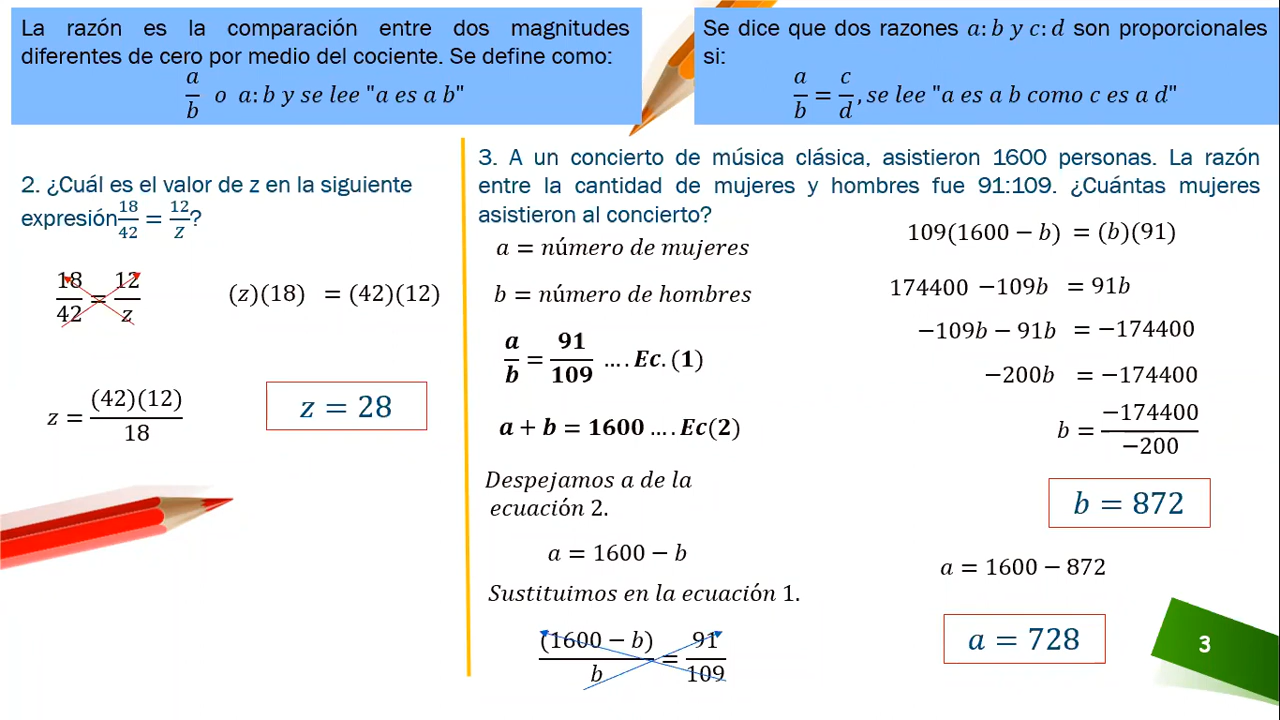 La razón es la comparación entre dos magnitudes
diferentes de cero por medio del cociente. Se define como:
a/b o a:b y se lee "a es a b"
Se dice que dos razones a:b y c:d son proporcionales
si:
a/b = c/d, se lee "a es a b como c es a d"
2. ¿Cuál es el valor de z en la siguiente
expresión 18/42 = 12/z?
18/42 = 12/z
(z)(18) = (42)(12)
z = (42)(12)/18
z = 28
3. A un concierto de música clásica, asistieron 1600 personas. La razón
entre la cantidad de mujeres y hombres fue 91:109. ¿Cuántas mujeres
asistieron al concierto?
a = número de mujeres
b = número de hombres
a/b = 91/109 .... Ec. (1)
a + b = 1600 .... Ec(2)
Despejamos a de la
ecuación 2.
a = 1600 − b
Sustituimos en la ecuación 1.
(1600 − b)/b = 91/109
109(1600 − b) = (b)(91)
174400 −109b = 91b
−109b − 91b = −174400
−200b = −174400
b = −174400/−200
b = 872
a = 1600 − 872
a = 728
3